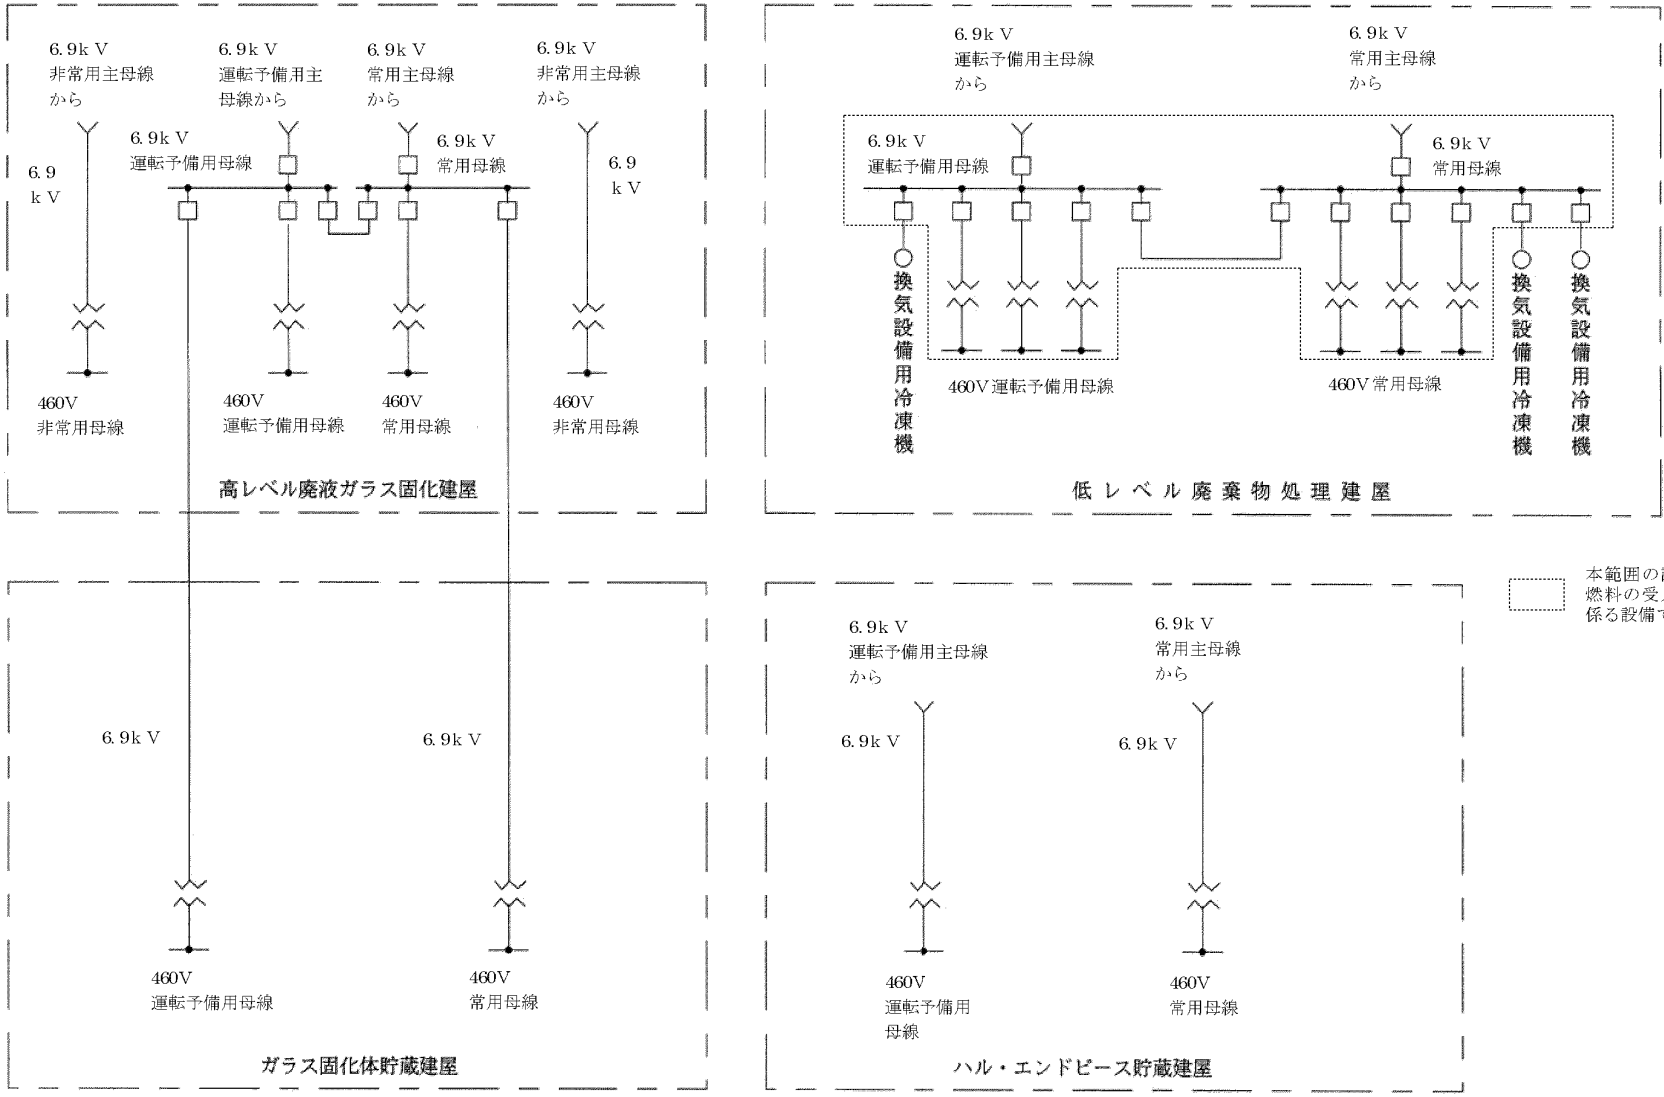 6.9kV
非常用主母線
から
6.9kV
運転予備用主
母線から
6.9kV
常用主母線
から
6.9kV
非常用主母線
から
6.9
kV
6.9kV
運転予備用母線
6.9kV
常用母線
6.9
kV
460V
非常用母線
460V
運転予備用母線
460V
常用母線
460V
非常用母線
高レベル廃液ガラス固化建屋
6.9kV
運転予備用主母線
から
6.9kV
常用主母線
から
6.9kV
運転予備用母線
6.9kV
常用母線
換気設備用冷凍機
460V運転予備用母線
460V常用母線
換気設備用冷凍機
換気設備用冷凍機
低レベル廃棄物処理建屋
6.9kV
6.9kV
460V
運転予備用母線
460V
常用母線
ガラス固化体貯蔵建屋
6.9kV
運転予備用主母線
から
6.9kV
常用主母線
から
6.9kV
6.9kV
460V
運転予備用
母線
460V
常用母線
ハル・エンドピース貯蔵建屋
本範囲の
燃料の受
係る設備